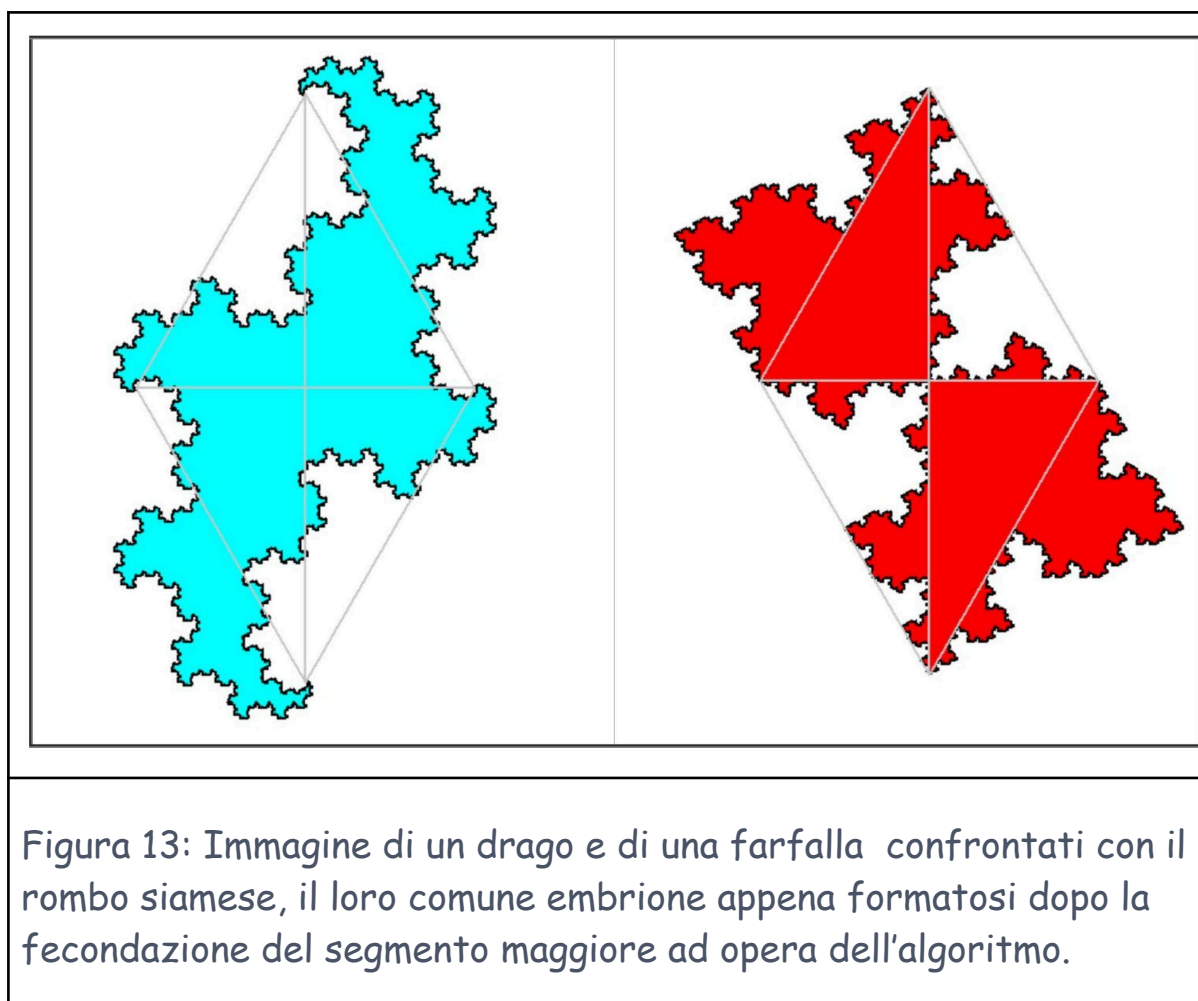 Figura 13: Immagine di un drago e di una farfalla confrontati con il
rombo siamese, il loro comune embrione appena formatosi dopo la
fecondazione del segmento maggiore ad opera dell'algoritmo.